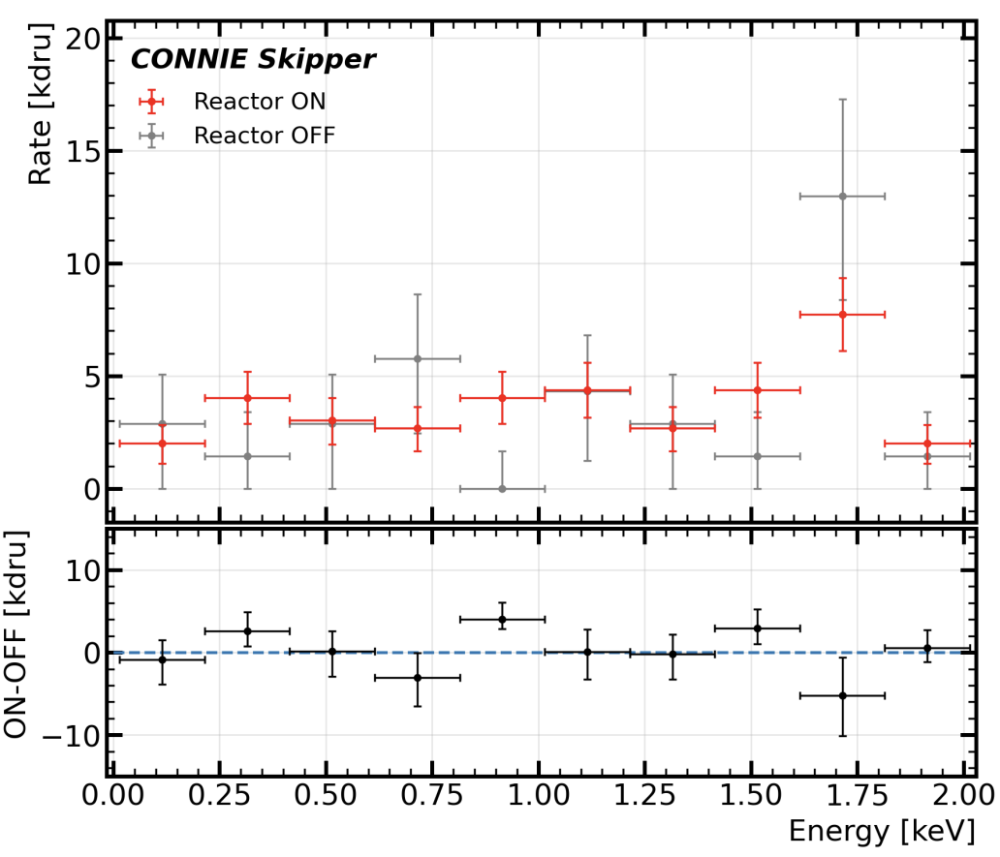 CONNIE Skipper
Reactor ON
Reactor OFF
Rate [kdru]
20
15
10
5
0
ON-OFF [kdru]
10
0
−10
0.00 0.25 0.50 0.75 1.00 1.25 1.50 1.75 2.00
Energy [keV]